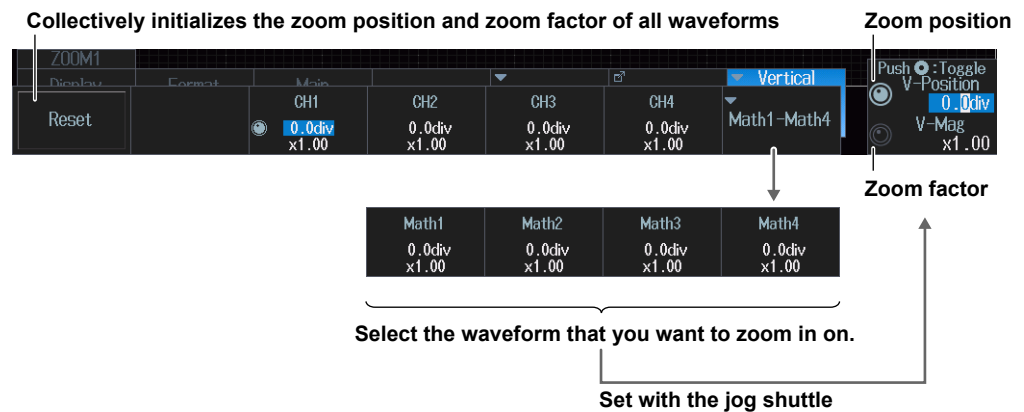 Collectively initializes the zoom position and zoom factor of all waveforms
Zoom position
ZOOM1
Display Format Main Vertical
Push :Toggle
V-Position
0.0div
V-Mag
x1.00
Reset
CH1 CH2 CH3 CH4
0.0div 0.0div 0.0div 0.0div
x1.00 x1.00 x1.00 x1.00
Math1-Math4
Zoom factor
Math1 Math2 Math3 Math4
0.0div 0.0div 0.0div 0.0div
x1.00 x1.00 x1.00 x1.00
Select the waveform that you want to zoom in on.
Set with the jog shuttle